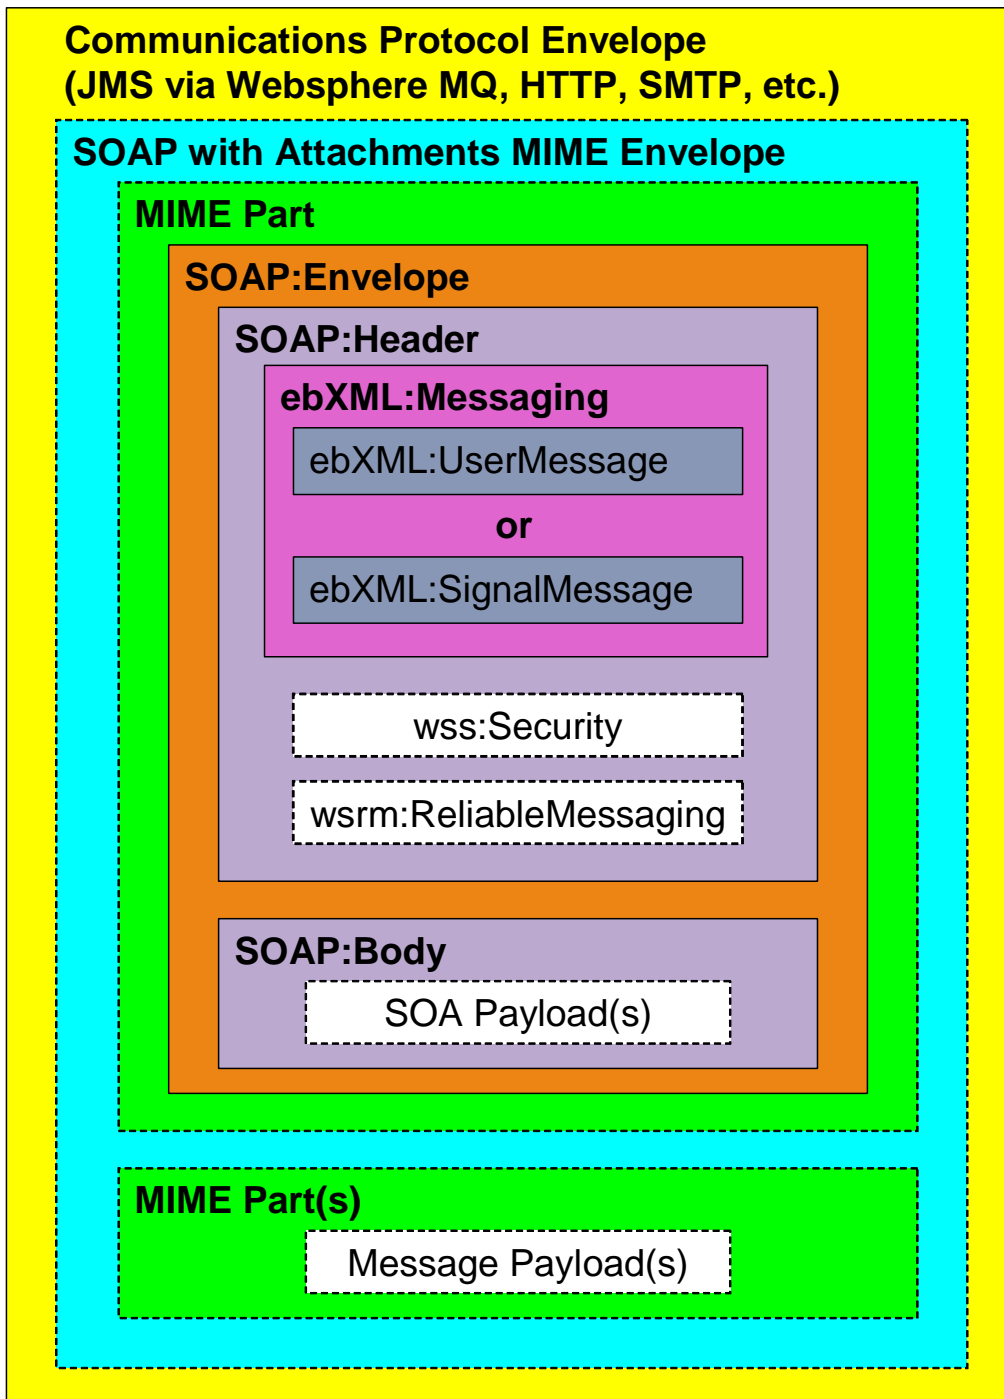 Communications Protocol Envelope
(JMS via Websphere MQ, HTTP, SMTP, etc.)
SOAP with Attachments MIME Envelope
MIME Part
SOAP:Envelope
SOAP:Header
ebXML:Messaging
ebXML:UserMessage
or
ebXML:SignalMessage
wss:Security
wsrm:ReliableMessaging
SOAP:Body
SOA Payload(s)
MIME Part(s)
Message Payload(s)